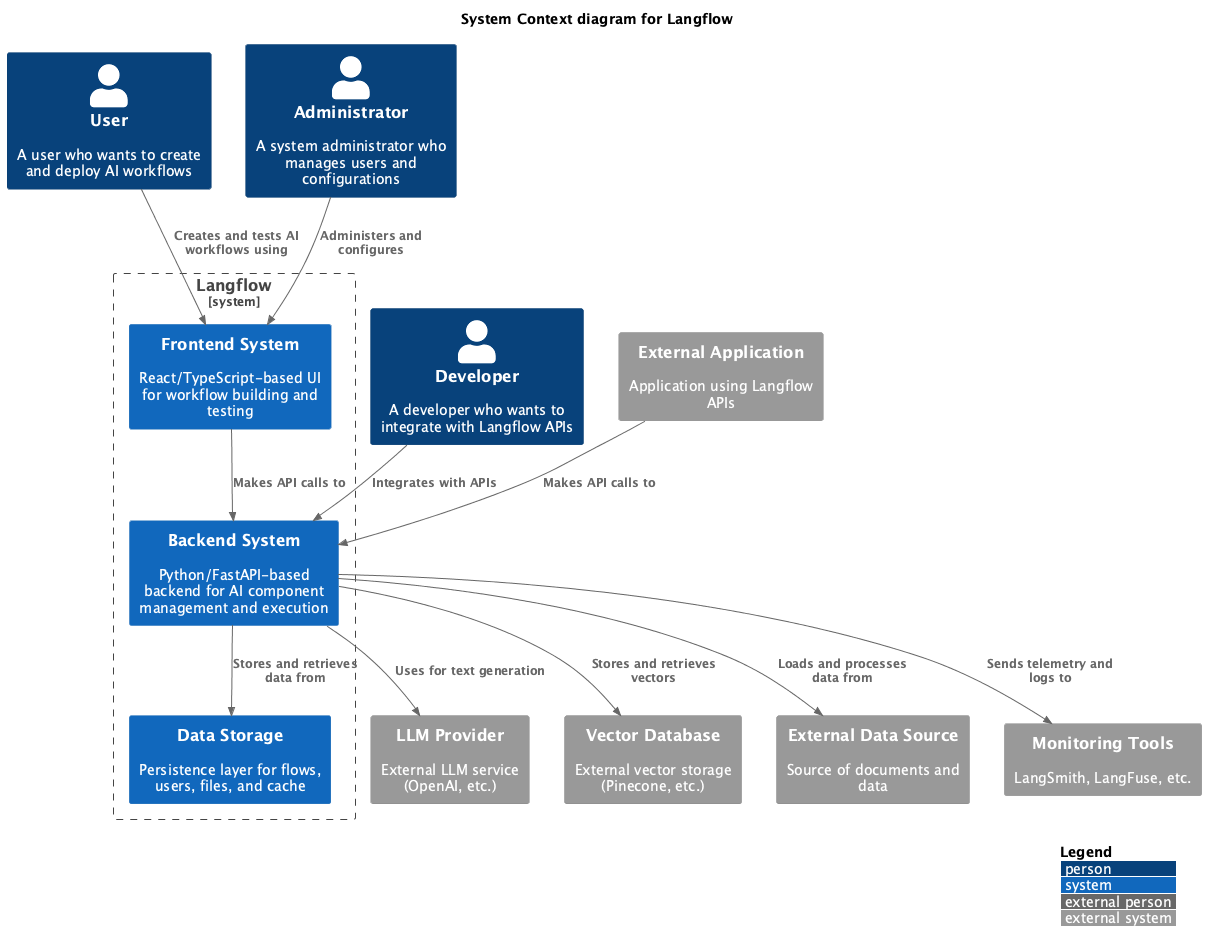 System Context diagram for Langflow
User
A user who wants to create
and deploy AI workflows
Administrator
A system administrator who
manages users and
configurations
Creates and tests AI
workflows using
Administers and
configures
Langflow
[system]
Frontend System
React/TypeScript-based UI
for workflow building and
testing
Developer
A developer who wants to
integrate with Langflow APIs
External Application
Application using Langflow
APIs
Makes API calls to
Integrates with APIs
Makes API calls to
Backend System
Python/FastAPI-based
backend for AI component
management and execution
Stores and retrieves
data from
Uses for text generation
Stores and retrieves
vectors
Loads and processes
data from
Sends telemetry and
logs to
Data Storage
Persistence layer for flows,
users, files, and cache
LLM Provider
External LLM service
(OpenAI, etc.)
Vector Database
External vector storage
(Pinecone, etc.)
External Data Source
Source of documents and
data
Monitoring Tools
LangSmith, LangFuse, etc.
Legend
person
system
external person
external system